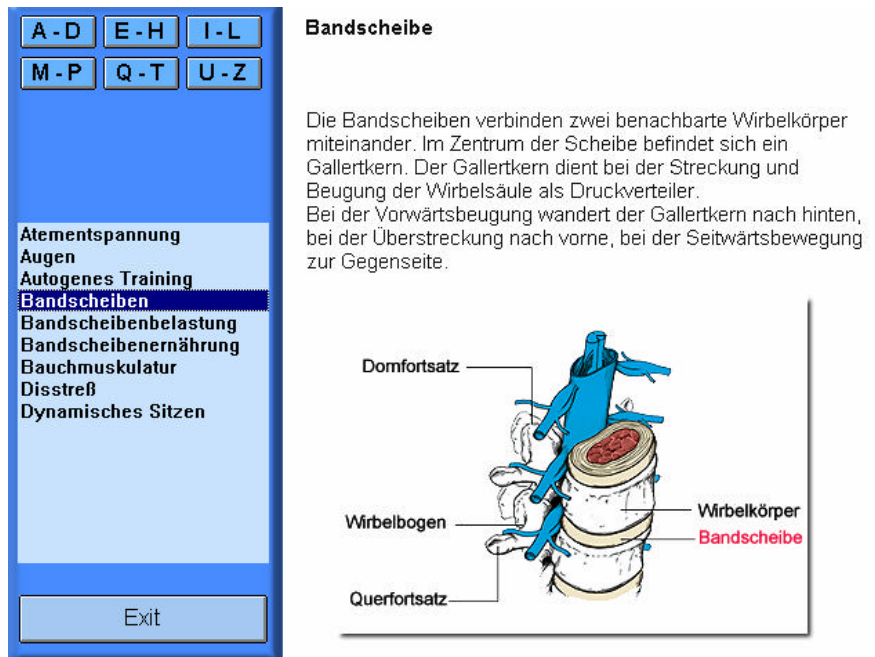 A - D E - H I - L
M - P Q - T U - Z
Atementspannung
Augen
Autogenes Training
Bandscheiben
Bandscheibenbelastung
Bandscheibenernährung
Bauchmuskulatur
Disstreß
Dynamisches Sitzen
Exit
Bandscheibe
Die Bandscheiben verbinden zwei benachbarte Wirbelkörper
miteinander. Im Zentrum der Scheibe befindet sich ein
Gallertkern. Der Gallertkern dient bei der Streckung und
Beugung der Wirbelsäule als Druckverteiler.
Bei der Vorwärtsbeugung wandert der Gallertkern nach hinten,
bei der Überstreckung nach vorne, bei der Seitwärtsbewegung
zur Gegenseite.
Dornfortsatz
Wirbelbogen
Querfortsatz
Wirbelkörper
Bandscheibe